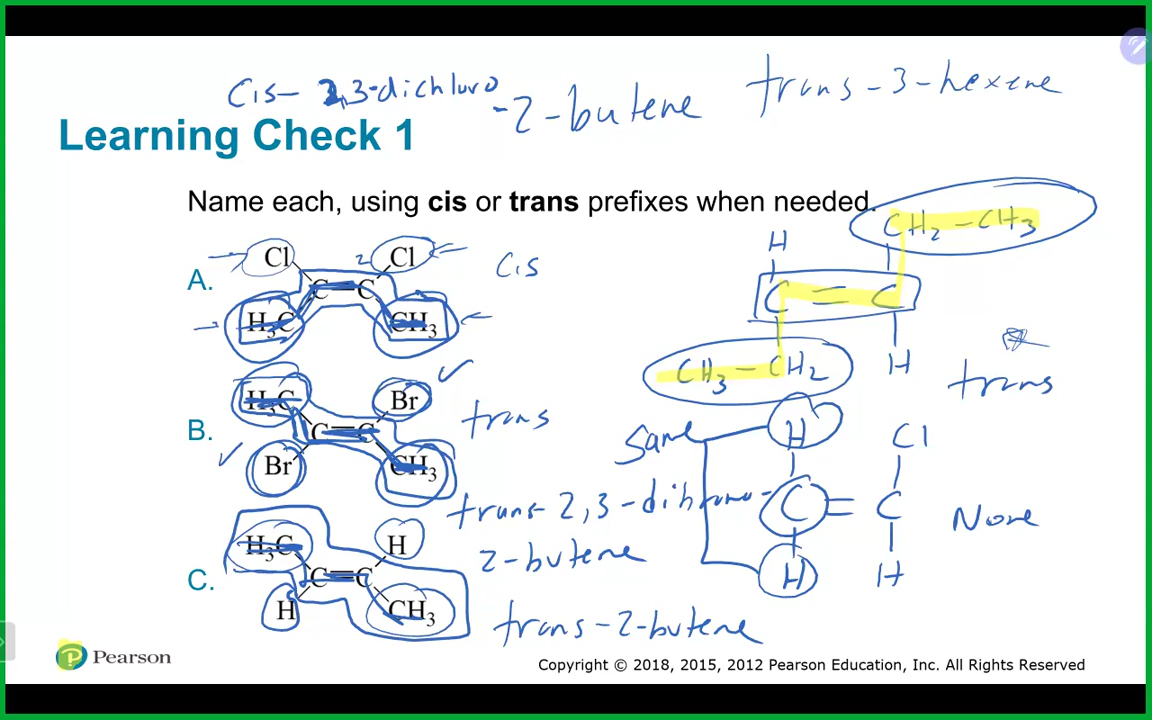 Cis- 2,3-dichloro
-2-butene
trans-3-hexene
Learning Check 1
Name each, using cis or trans prefixes when needed.
A.
Cl
2
Cl
C=C
H₃C
CH₃
Cis
H
CH₂-CH₃
C=C
CH₃-CH₂
H
trans
B.
H₃C
Br
C=C
Br
CH₃
trans
trans-2,3-dibromo-
2-butene
Same
H
Cl
C=C
H
H
None
C.
H₃C
H
C=C
H
CH₃
trans-2-butene
P Pearson
Copyright © 2018, 2015, 2012 Pearson Education, Inc. All Rights Reserved